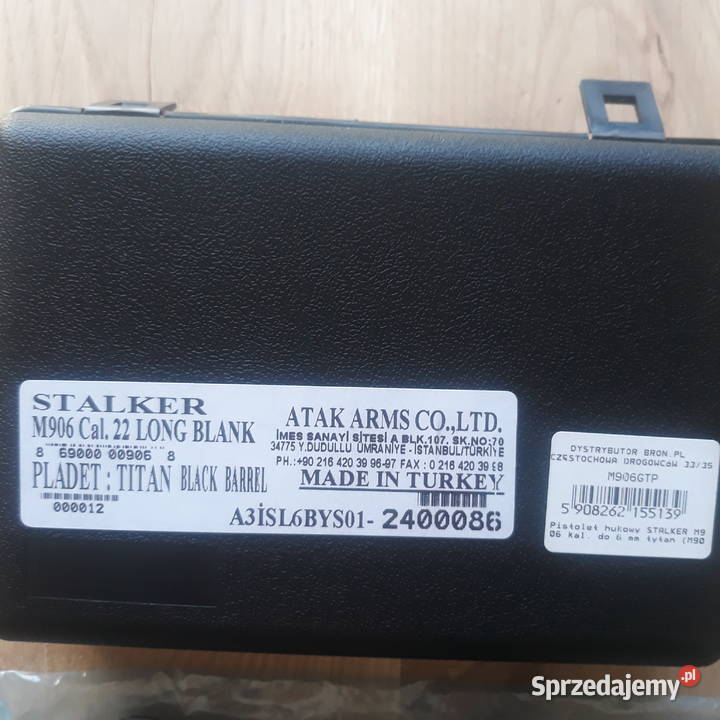 STALKER
M906 Cal. 22 LONG BLANK
8 69000 00906 8
PLADET: TITAN BLACK BARREL
000012
ATAK ARMS CO.,LTD.
İMES SANAYİ SİTESİ A BLK.107. SK.NO:70
34775 Y.DUDULLU ÜMRANİYE - İSTANBUL/TÜRKİYE
PH.:+90 216 420 39 96-97 FAX : 0 216 420 39 98
MADE IN TURKEY
A3İSL6BYS01- 2400086
DYSTRYBUTOR BRON.PL
CZĘSTOCHOWA DROGOWCÓW 33/35
M906GTP
5 908262 155139
Pistolet hukowy STALKER M9
06 kal. do 6 mm tytan (M90
Sprzedajemy.pl